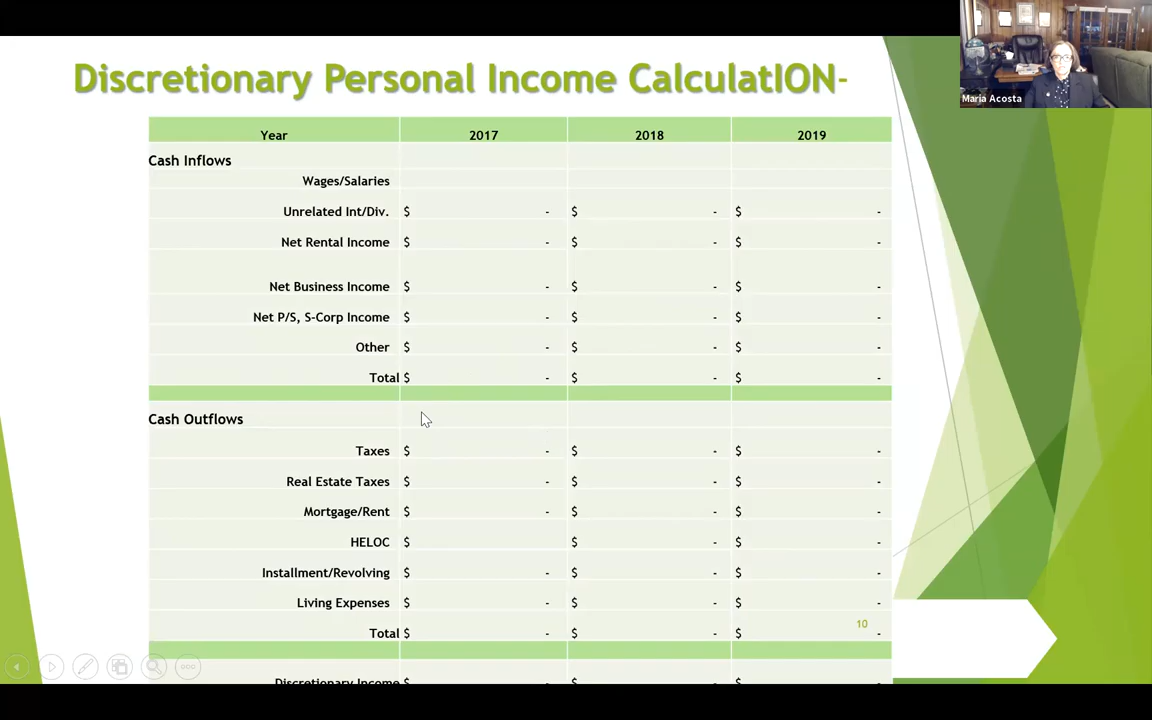 Discretionary Personal Income CalculatION-
Maria Acosta
Year 2017 2018 2019
Cash Inflows
Wages/Salaries
Unrelated Int/Div. $ - $ - $ -
Net Rental Income $ - $ - $ -
Net Business Income $ - $ - $ -
Net P/S, S-Corp Income $ - $ - $ -
Other $ - $ - $ -
Total $ - $ - $ -
Cash Outflows
Taxes $ - $ - $ -
Real Estate Taxes $ - $ - $ -
Mortgage/Rent $ - $ - $ -
HELOC $ - $ - $ -
Installment/Revolving $ - $ - $ -
Living Expenses $ - $ - $ -
10
Total $ - $ - $ -
Discretionary Income $ - $ - $ -